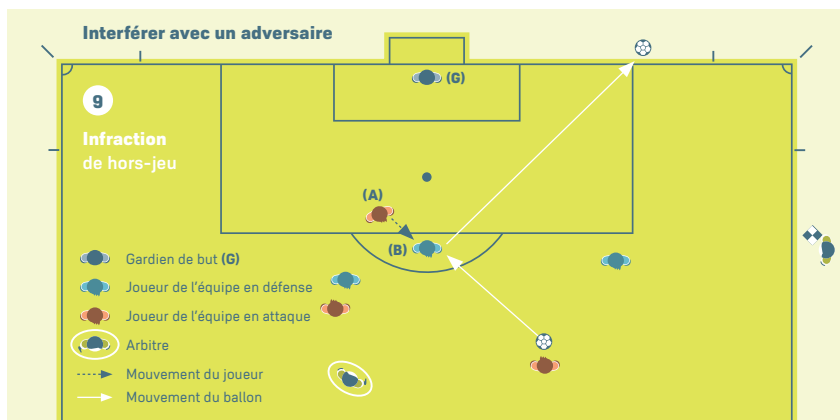 Interférer avec un adversaire
(G)
9
Infraction
de hors-jeu
(A)
(B)
Gardien de but (G)
Joueur de l'équipe en défense
Joueur de l'équipe en attaque
Arbitre
Mouvement du joueur
Mouvement du ballon